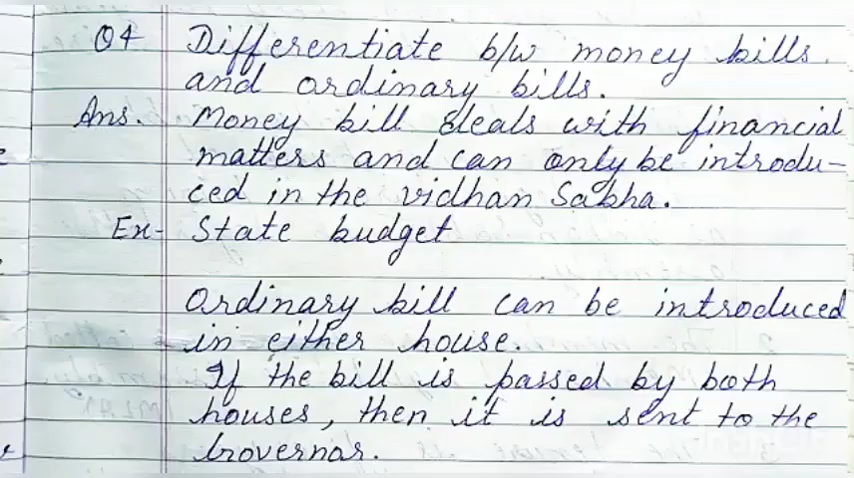 Q4 Differentiate b/w money bills
and ordinary bills.
Ans. Money bill deals with financial
matters and can only be introdu-
ced in the vidhan Sabha.
Ex- State budget
Ordinary bill can be introduced
in either house.
If the bill is passed by both
houses, then it is sent to the
Governor.